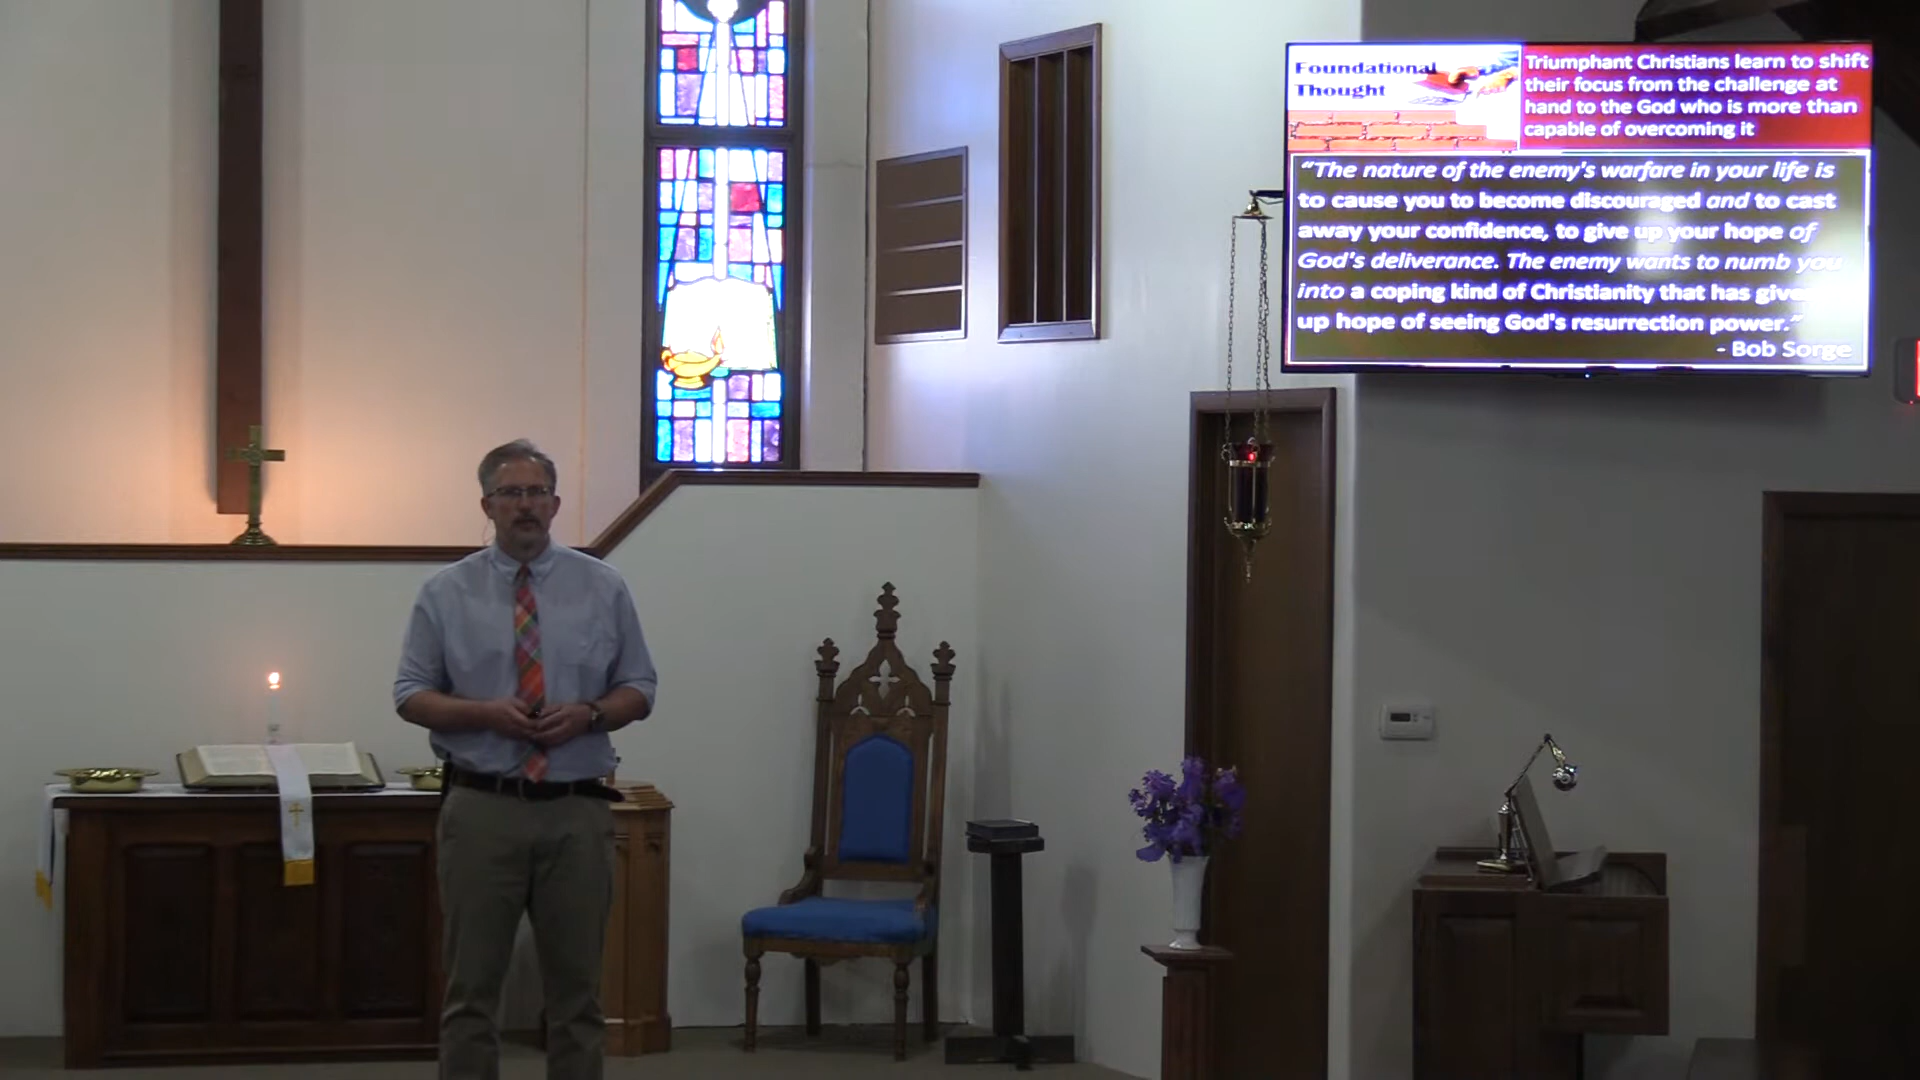 Foundational
Thought
Triumphant Christians learn to shift
their focus from the challenge at
hand to the God who is more than
capable of overcoming it
“The nature of the enemy's warfare in your life is
to cause you to become discouraged and to cast
away your confidence, to give up your hope of
God's deliverance. The enemy wants to numb you
into a coping kind of Christianity that has
up hope of seeing God's resurrection power.”
- Bob Sorge